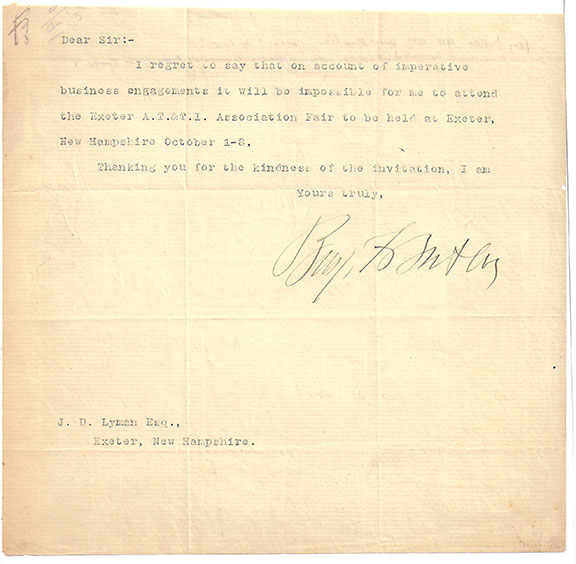 Dear Sir:-
I regret to say that on account of imperative
business engagements it will be impossible for me to attend
the Exeter A.T.&T.I. Association Fair to be held at Exeter,
New Hampshire October 1-3.
Thanking you for the kindness of the invitation, I am
Yours truly,
Benj. F. Butler
J. D. Lyman Esq.,
Exeter, New Hampshire.